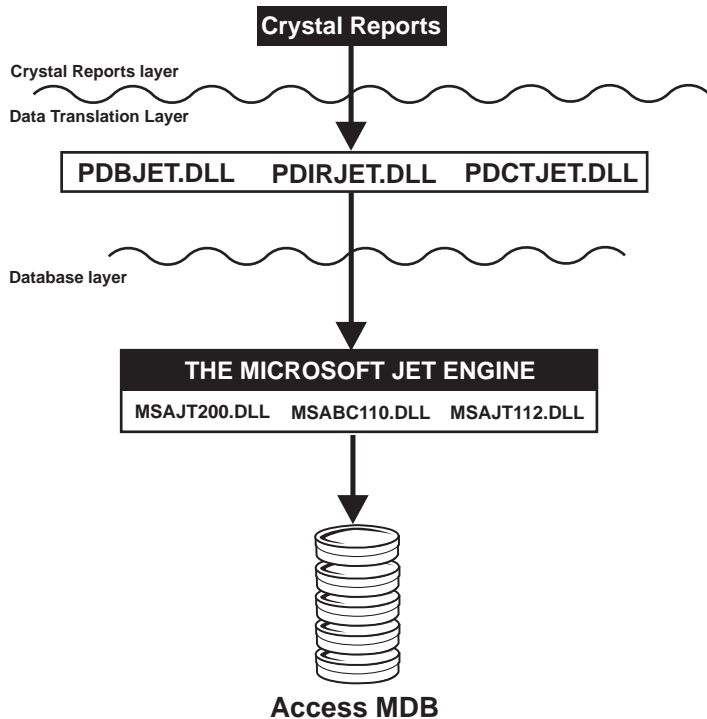 Crystal Reports
Crystal Reports layer
Data Translation Layer
PDBJET.DLL PDIRJET.DLL PDCTJET.DLL
Database layer
THE MICROSOFT JET ENGINE
MSAJT200.DLL MSABC110.DLL MSAJT112.DLL
Access MDB